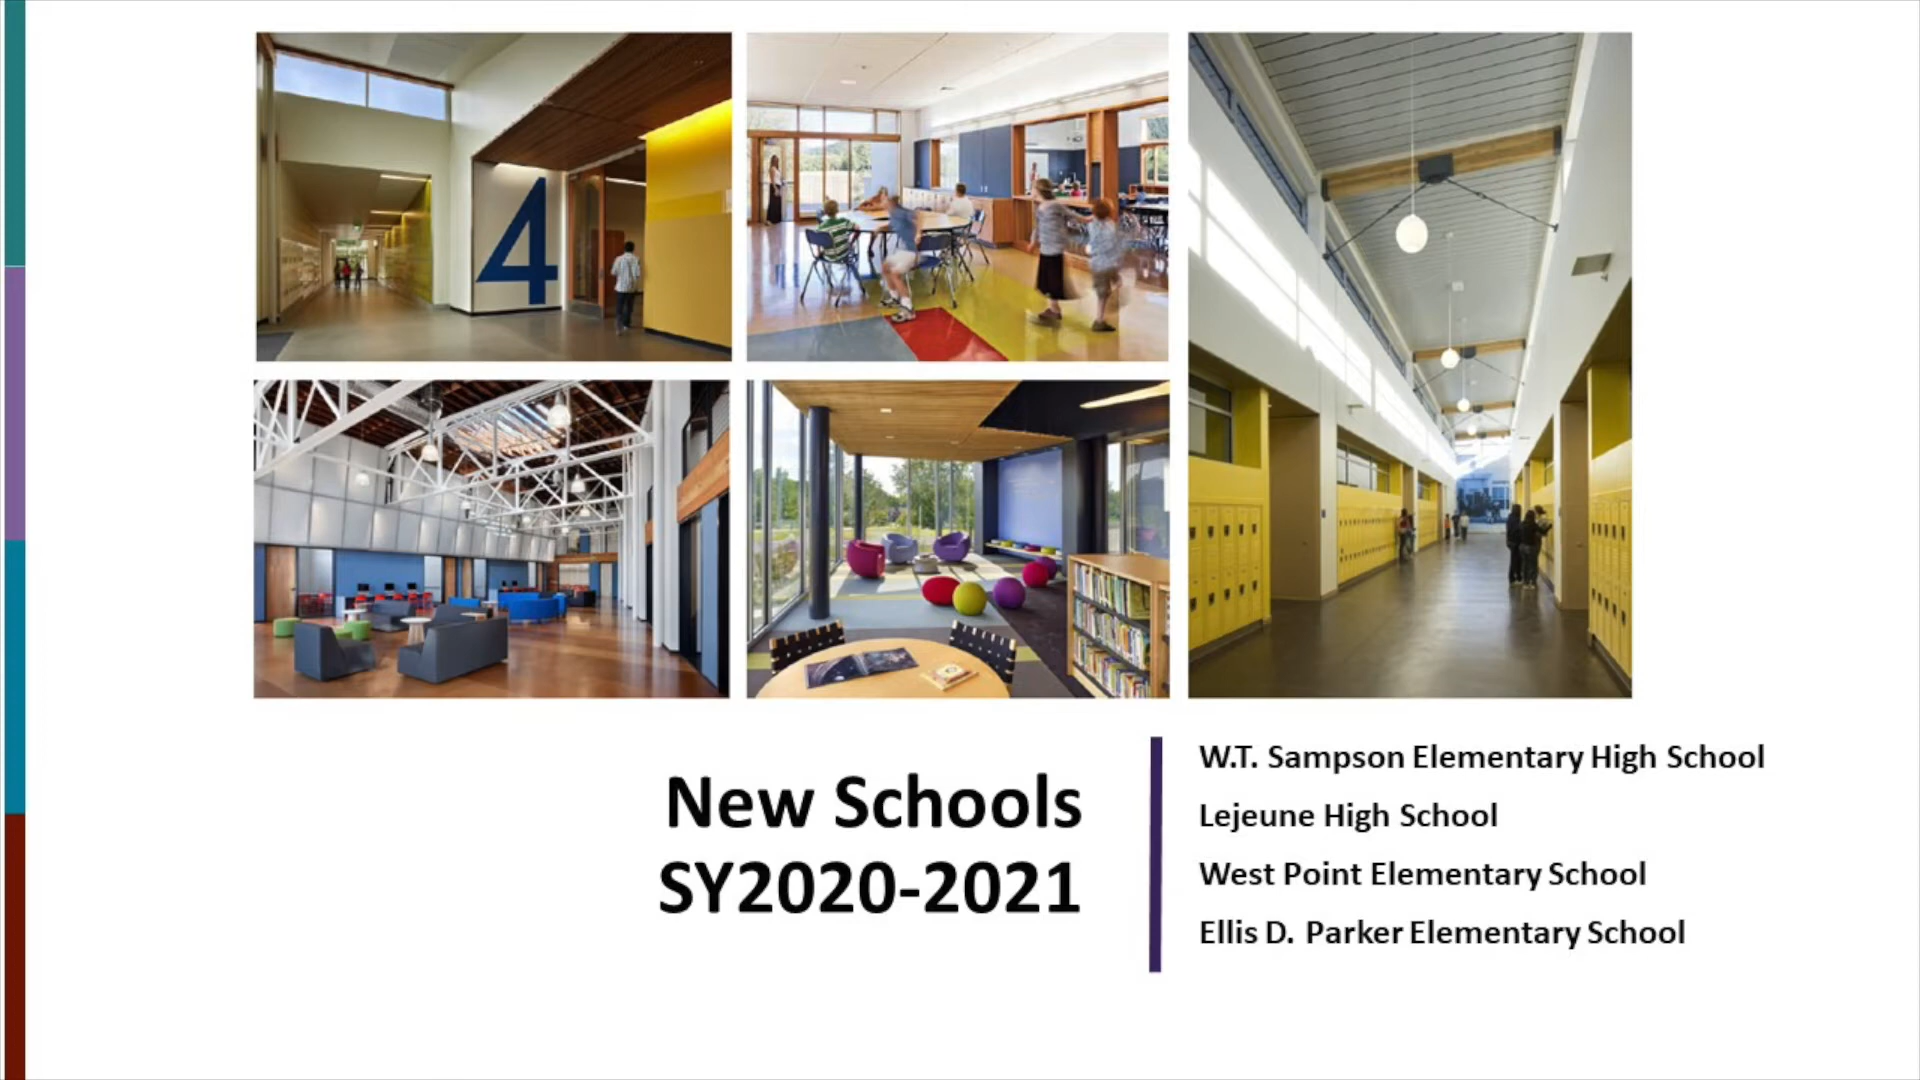 4
New Schools
SY2020-2021
W.T. Sampson Elementary High School
Lejeune High School
West Point Elementary School
Ellis D. Parker Elementary School